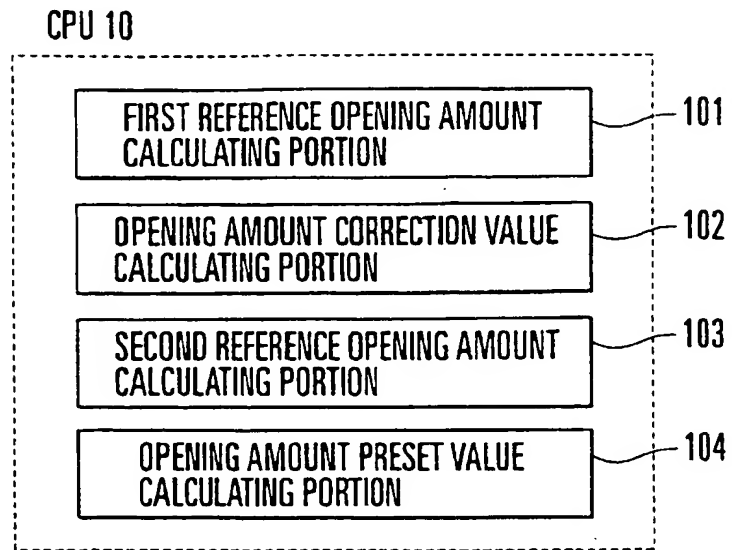 CPU 10
FIRST REFERENCE OPENING AMOUNT
CALCULATING PORTION
101
OPENING AMOUNT CORRECTION VALUE
CALCULATING PORTION
102
SECOND REFERENCE OPENING AMOUNT
CALCULATING PORTION
103
OPENING AMOUNT PRESET VALUE
CALCULATING PORTION
104